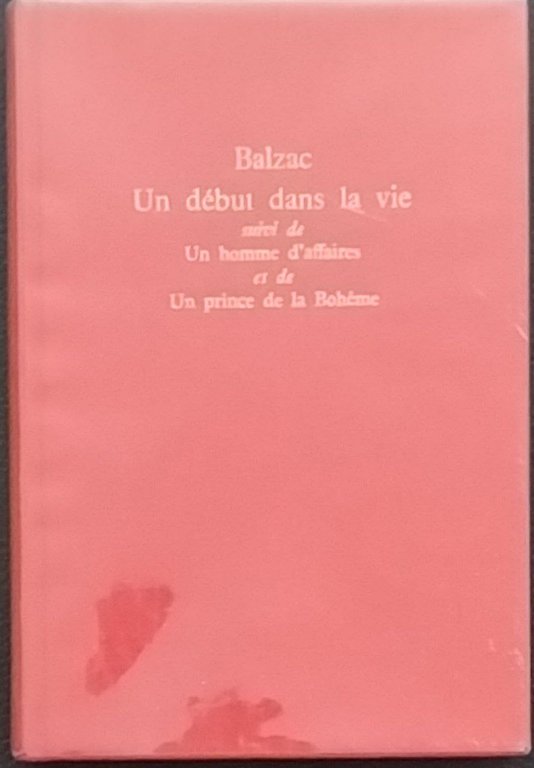 Balzac
Un début dans la vie
suivi de
Un homme d'affaires
et de
Un prince de la Bohême